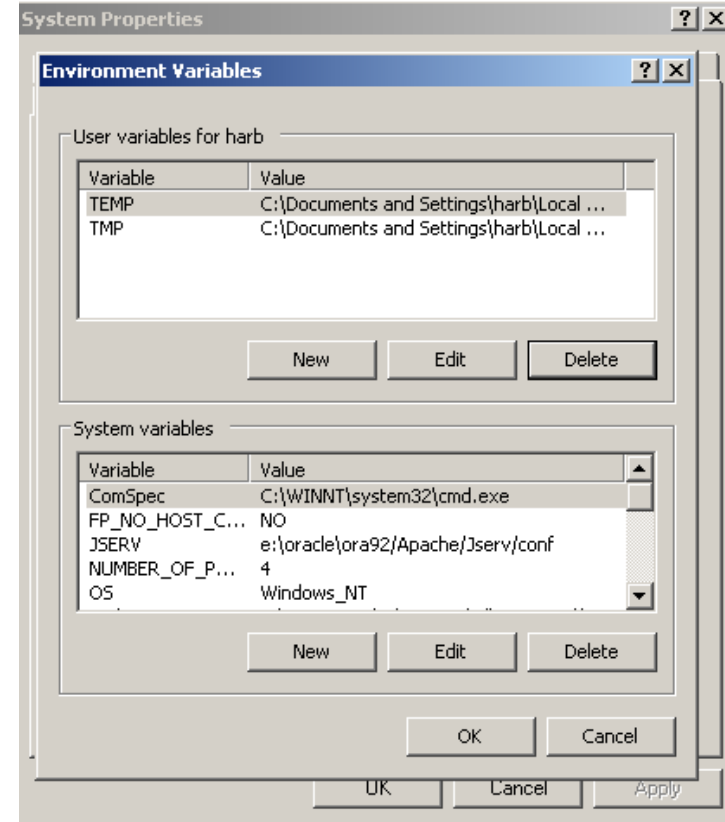 System Properties
Environment Variables
User variables for harb
Variable Value
TEMP C:\Documents and Settings\harb\Local ...
TMP C:\Documents and Settings\harb\Local ...
New Edit Delete
System variables
Variable Value
ComSpec C:\WINNT\system32\cmd.exe
FP_NO_HOST_C... NO
JSERV e:\oracle\ora92/Apache/Jserv/conf
NUMBER_OF_P... 4
OS Windows_NT
New Edit Delete
OK Cancel
OK Cancel Apply